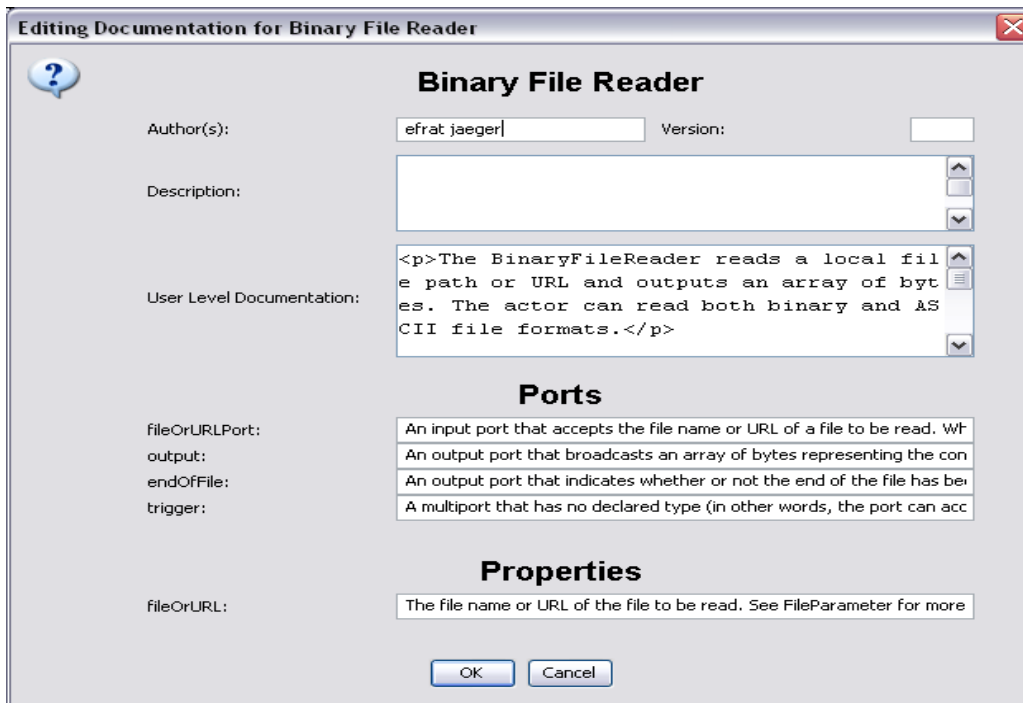 Editing Documentation for Binary File Reader
Binary File Reader
Author(s): efrat jaeger Version:
Description:
User Level Documentation:
<p>The BinaryFileReader reads a local fil
e path or URL and outputs an array of byt
es. The actor can read both binary and AS
CII file formats.</p>
Ports
fileOrURLPort: An input port that accepts the file name or URL of a file to be read. Wh
output: An output port that broadcasts an array of bytes representing the con
endOfFile: An output port that indicates whether or not the end of the file has be
trigger: A multiport that has no declared type (in other words, the port can acc
Properties
fileOrURL: The file name or URL of the file to be read. See FileParameter for more
OK Cancel